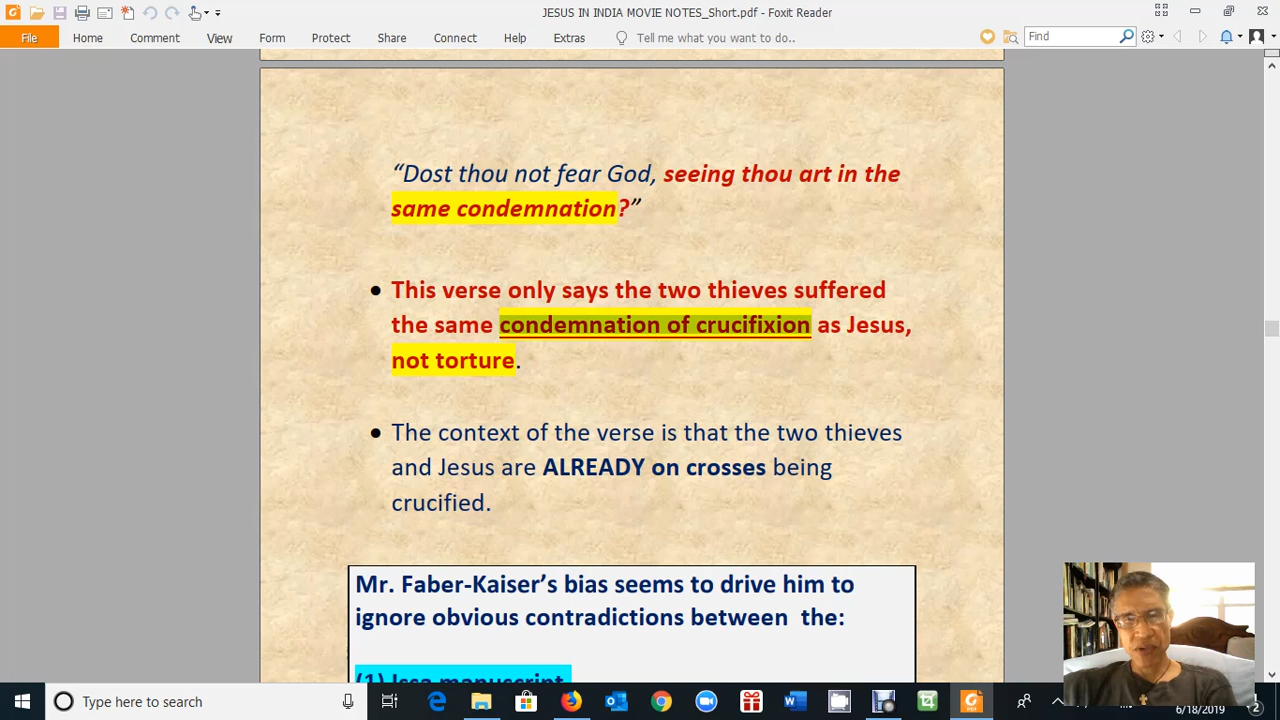 JESUS IN INDIA MOVIE NOTES_Short.pdf - Foxit Reader
File Home Comment View Form Protect Share Connect Help Extras Tell me what you want to do.. Find
“Dost thou not fear God, seeing thou art in the
same condemnation?”
• This verse only says the two thieves suffered
the same condemnation of crucifixion as Jesus,
not torture.
• The context of the verse is that the two thieves
and Jesus are ALREADY on crosses being
crucified.
Mr. Faber-Kaiser’s bias seems to drive him to
ignore obvious contradictions between the:
(1) Issa manuscript
Type here to search
6/18/2019
2